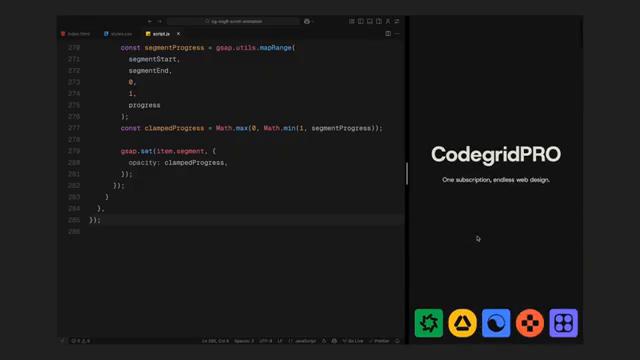 cg-msg8-scroll-animation
index.html
styles.css
script.js
270 const segmentProgress = gsap.utils.mapRange(
271 segmentStart,
272 segmentEnd,
273 0,
274 1,
275 progress
276 );
277 const clampedProgress = Math.max(0, Math.min(1, segmentProgress));
278
279 gsap.set(item.segment, {
280 opacity: clampedProgress,
281 });
282 });
283 }
284 },
285 });
286
CodegridPRO
One subscription, endless web design.
Ln 285, Col 4
Spaces: 2
UTF-8
LF
JavaScript
Go Live
Prettier